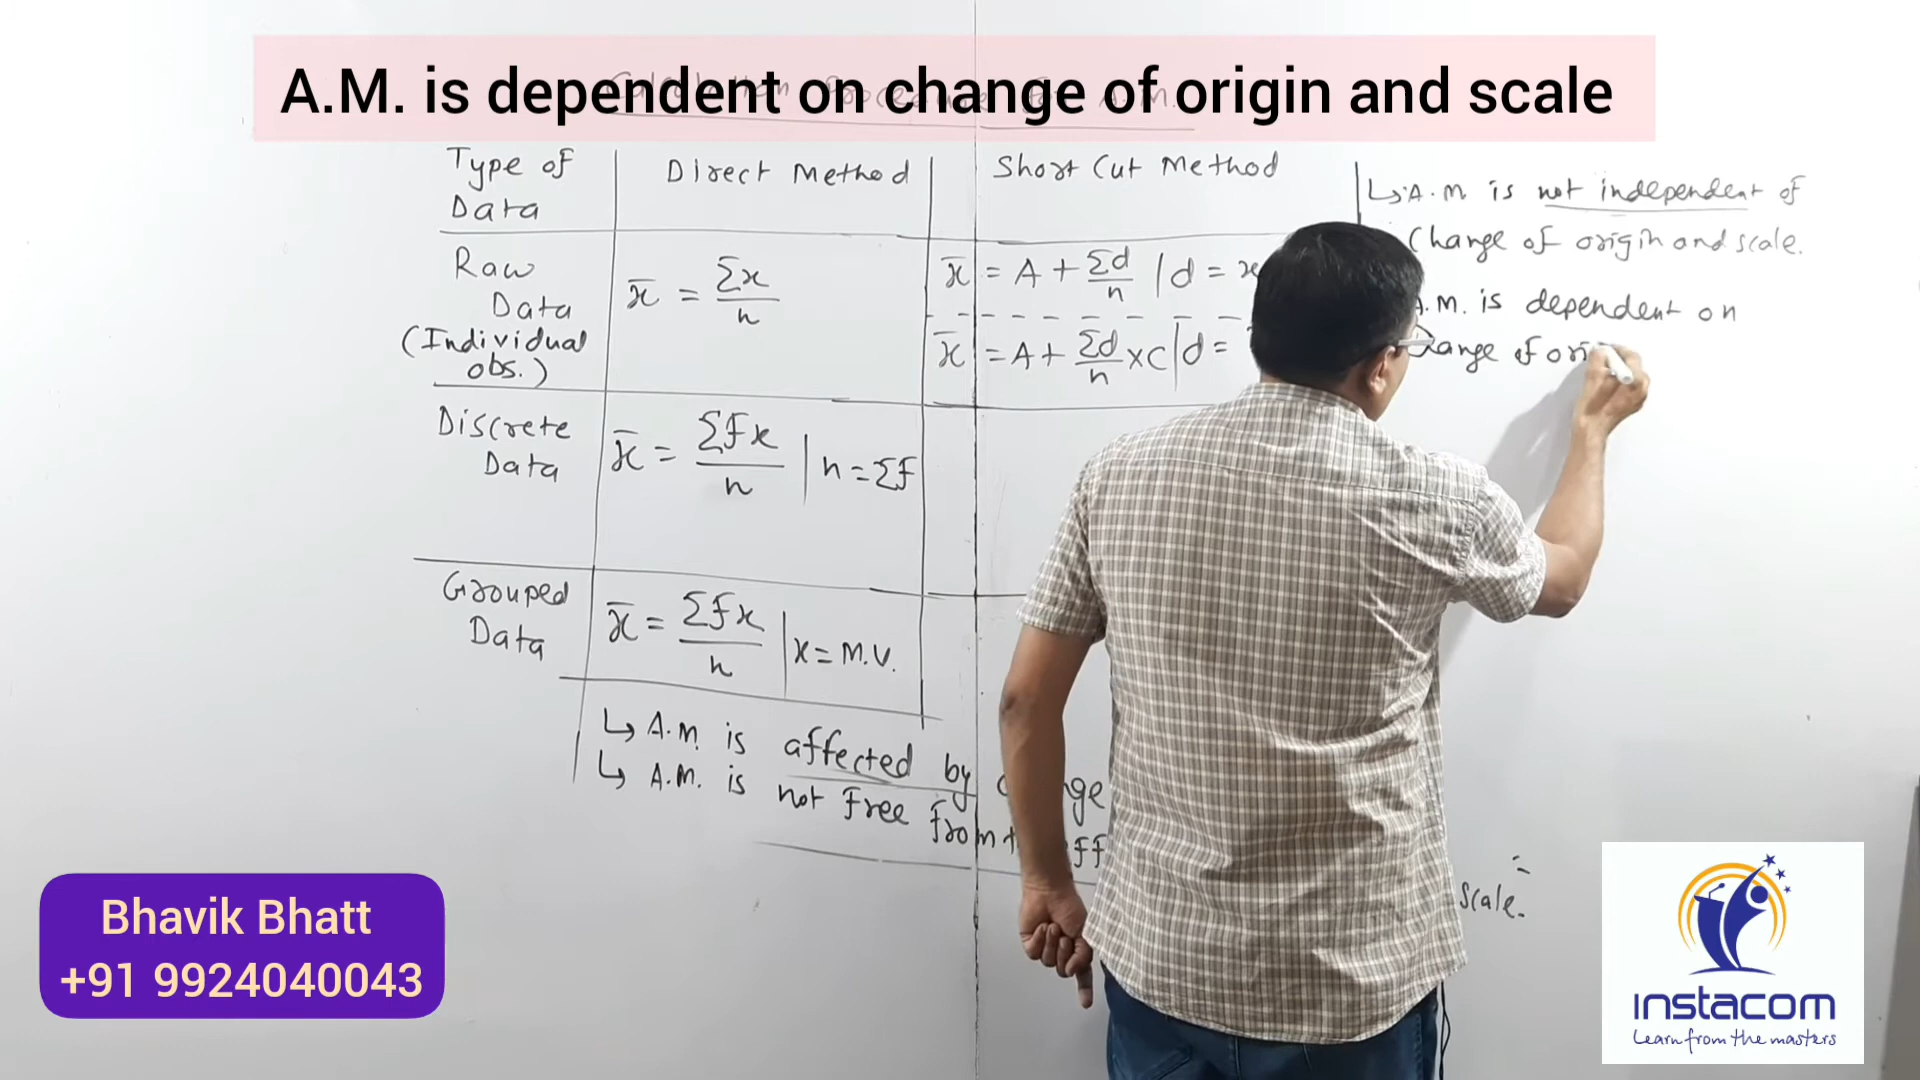 A.M. is dependent on change of origin and scale
Type of Data
Direct Method
Short Cut Method
Raw Data
(Individual obs.)
x̄ = Σx/n
x̄ = A + Σd/n | d = x
x̄ = A + Σd/n × C | d =
Discrete Data
x̄ = Σfx/n | n = Σf
Grouped Data
x̄ = Σfx/n | x = M.V.
↳ A.M. is affected by
↳ A.M. is not free from
Scale.
↳ A.M is not independent of
Change of origin and scale.
A.M. is dependent on
Change of ori
Bhavik Bhatt
+91 9924040043
instacom
Learn from the masters